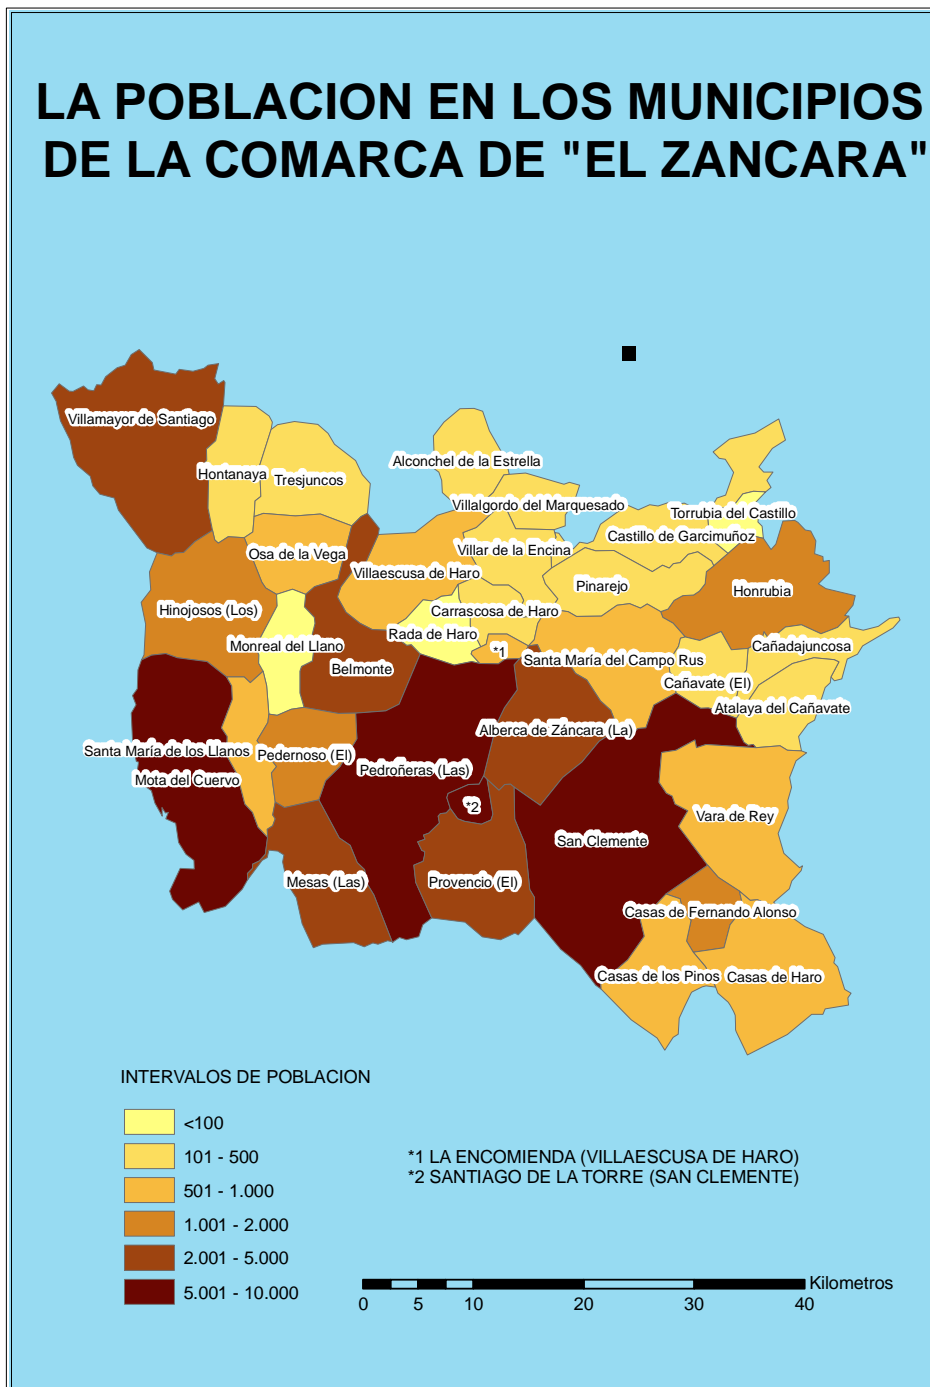 LA POBLACION EN LOS MUNICIPIOS
DE LA COMARCA DE "EL ZANCARA"
Villamayor de Santiago
Alconchel de la Estrella
Hontanaya
Tresjuncos
Villalgordo del Marquesado
Torrubia del Castillo
Castillo de Garcimuñoz
Osa de la Vega
Villar de la Encina
Villaescusa de Haro
Pinarejo
Honrubia
Hinojosos (Los)
Carrascosa de Haro
Rada de Haro
Monreal del Llano
*1
Cañadajuncosa
Santa María del Campo Rus
Belmonte
Cañavate (El)
Atalaya del Cañavate
Alberca de Záncara (La)
Santa María de los Llanos
Pedernoso (El)
Pedroñeras (Las)
Mota del Cuervo
*2
Vara de Rey
San Clemente
Mesas (Las)
Provencio (El)
Casas de Fernando Alonso
Casas de los Pinos
Casas de Haro
INTERVALOS DE POBLACION
<100
101 - 500
501 - 1.000
1.001 - 2.000
2.001 - 5.000
5.001 - 10.000
*1 LA ENCOMIENDA (VILLAESCUSA DE HARO)
*2 SANTIAGO DE LA TORRE (SAN CLEMENTE)
Kilometros
0 5 10 20 30 40